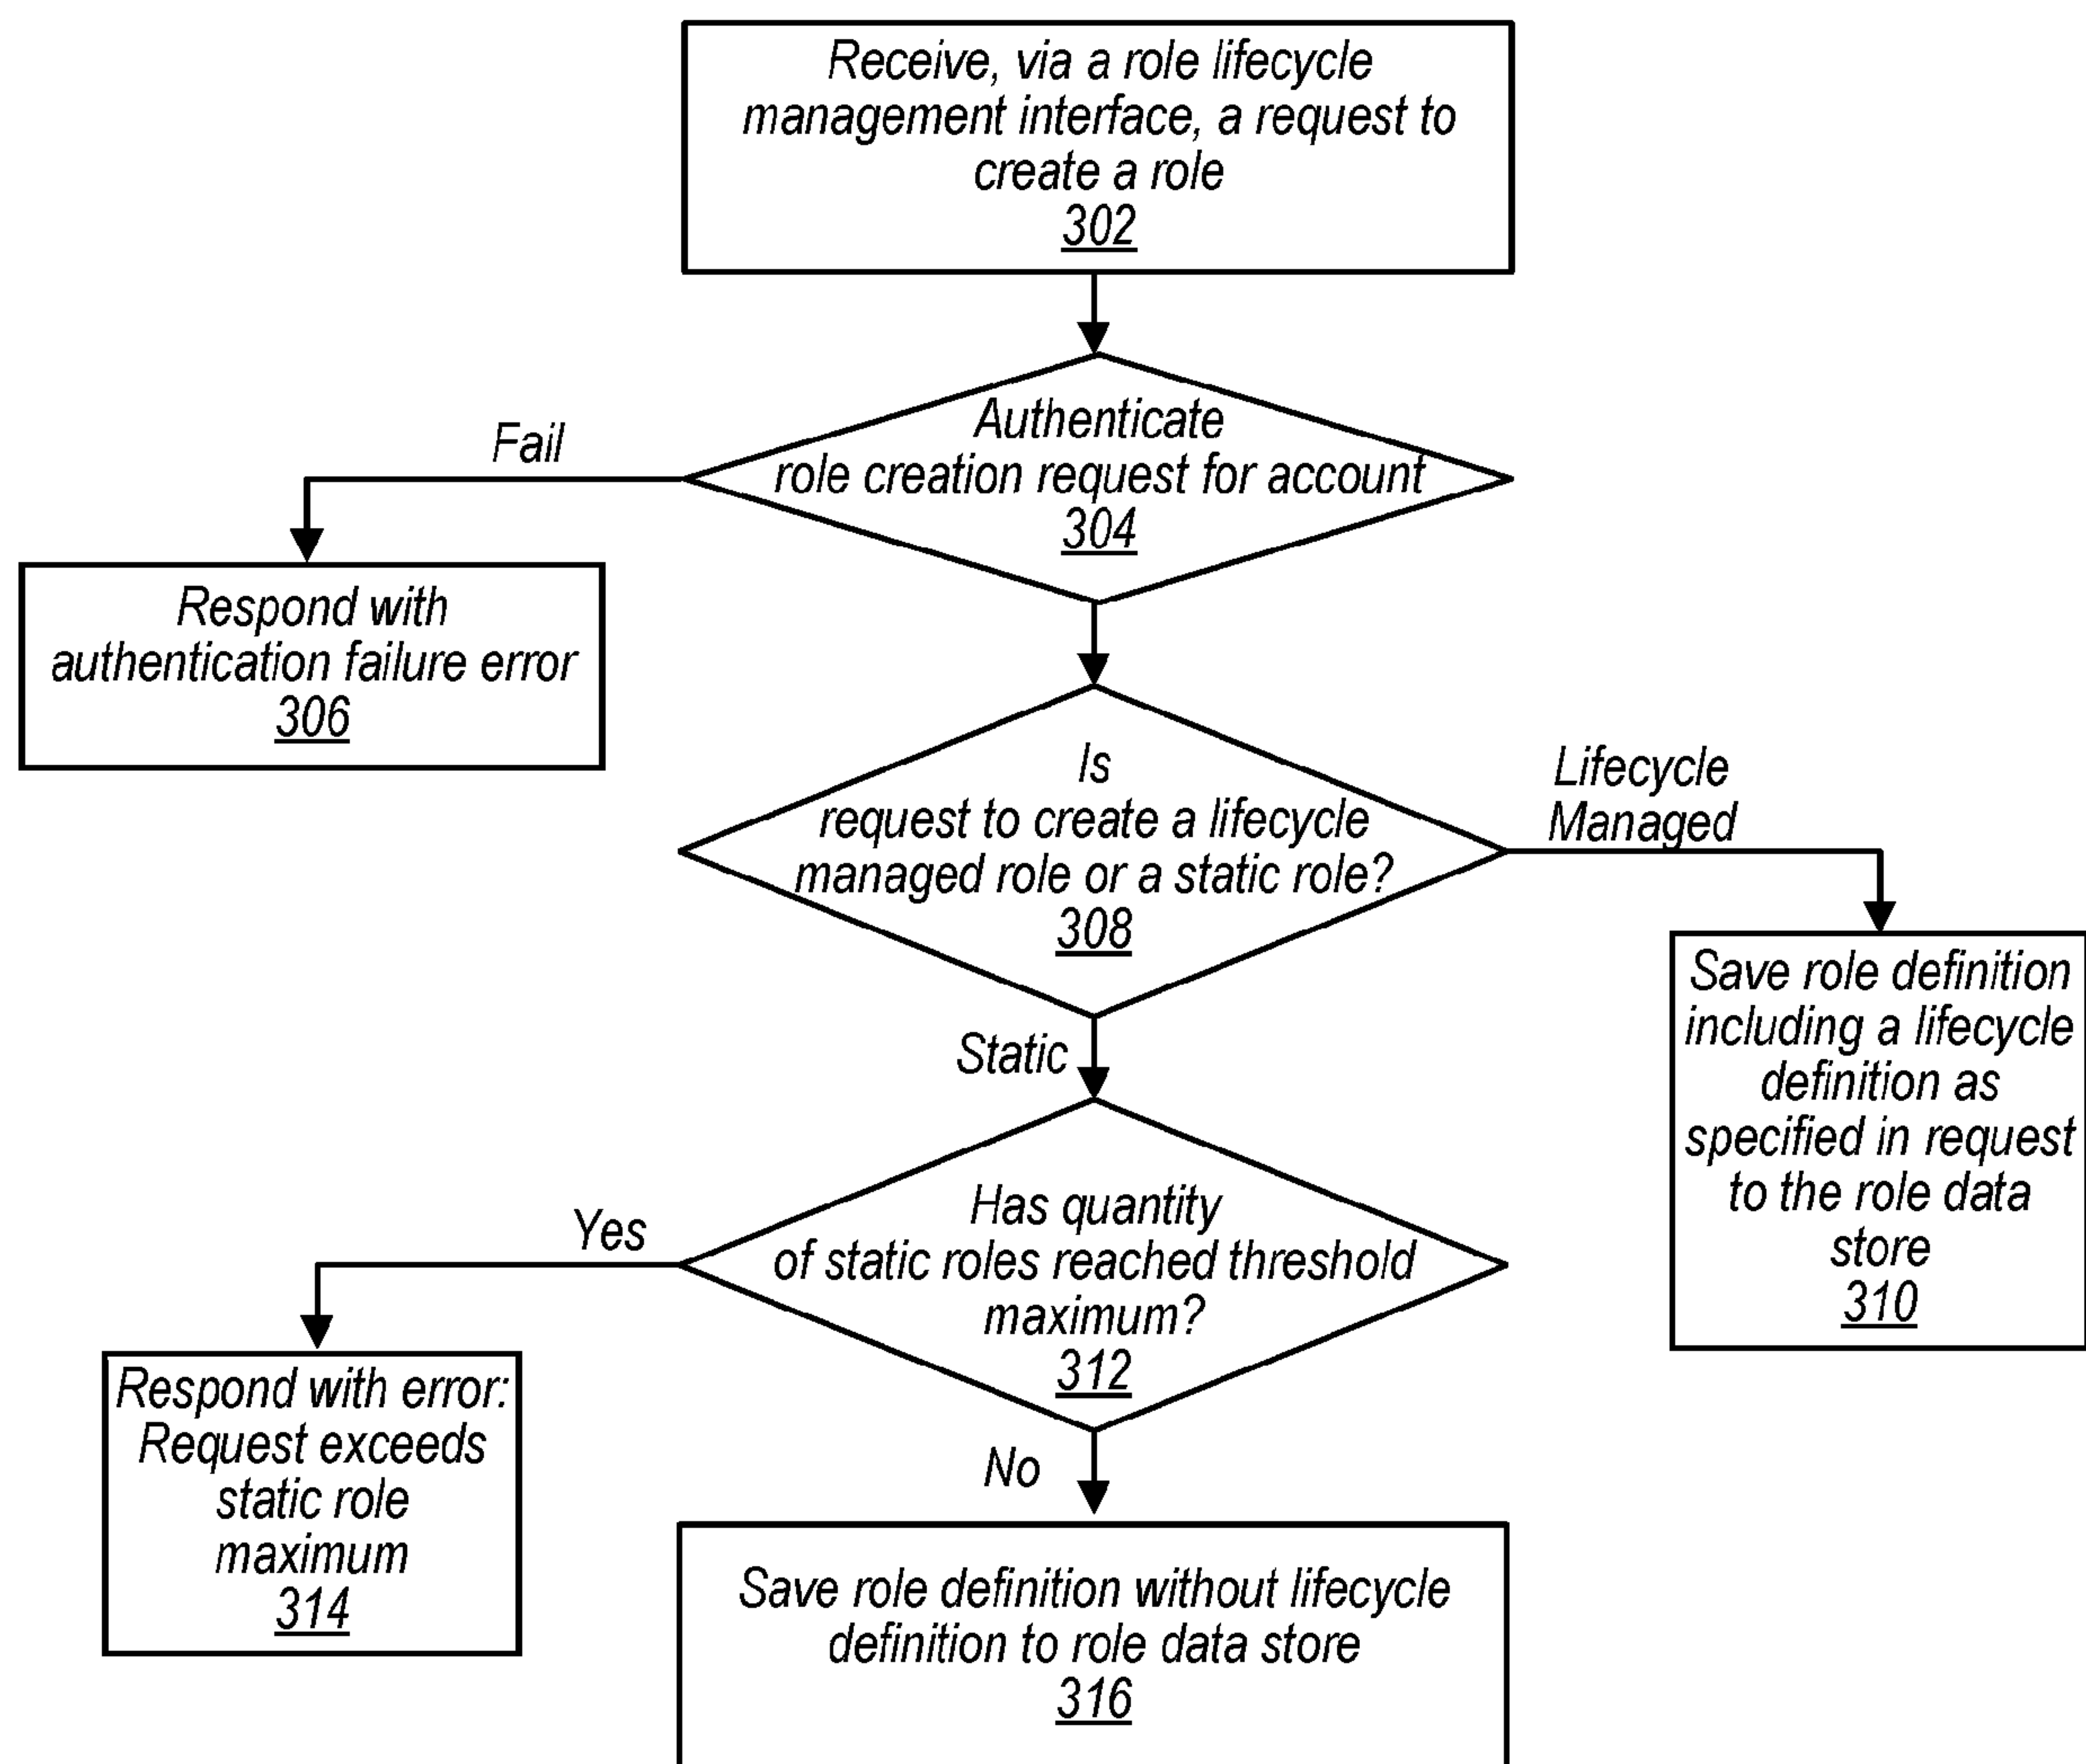 Receive, via a role lifecycle
management interface, a request to
create a role
302
Authenticate
role creation request for account
304
Fail
Respond with
authentication failure error
306
Is
request to create a lifecycle
managed role or a static role?
308
Lifecycle
Managed
Save role definition
including a lifecycle
definition as
specified in request
to the role data
store
310
Static
Has quantity
of static roles reached threshold
maximum?
312
Yes
Respond with error:
Request exceeds
static role
maximum
314
No
Save role definition without lifecycle
definition to role data store
316